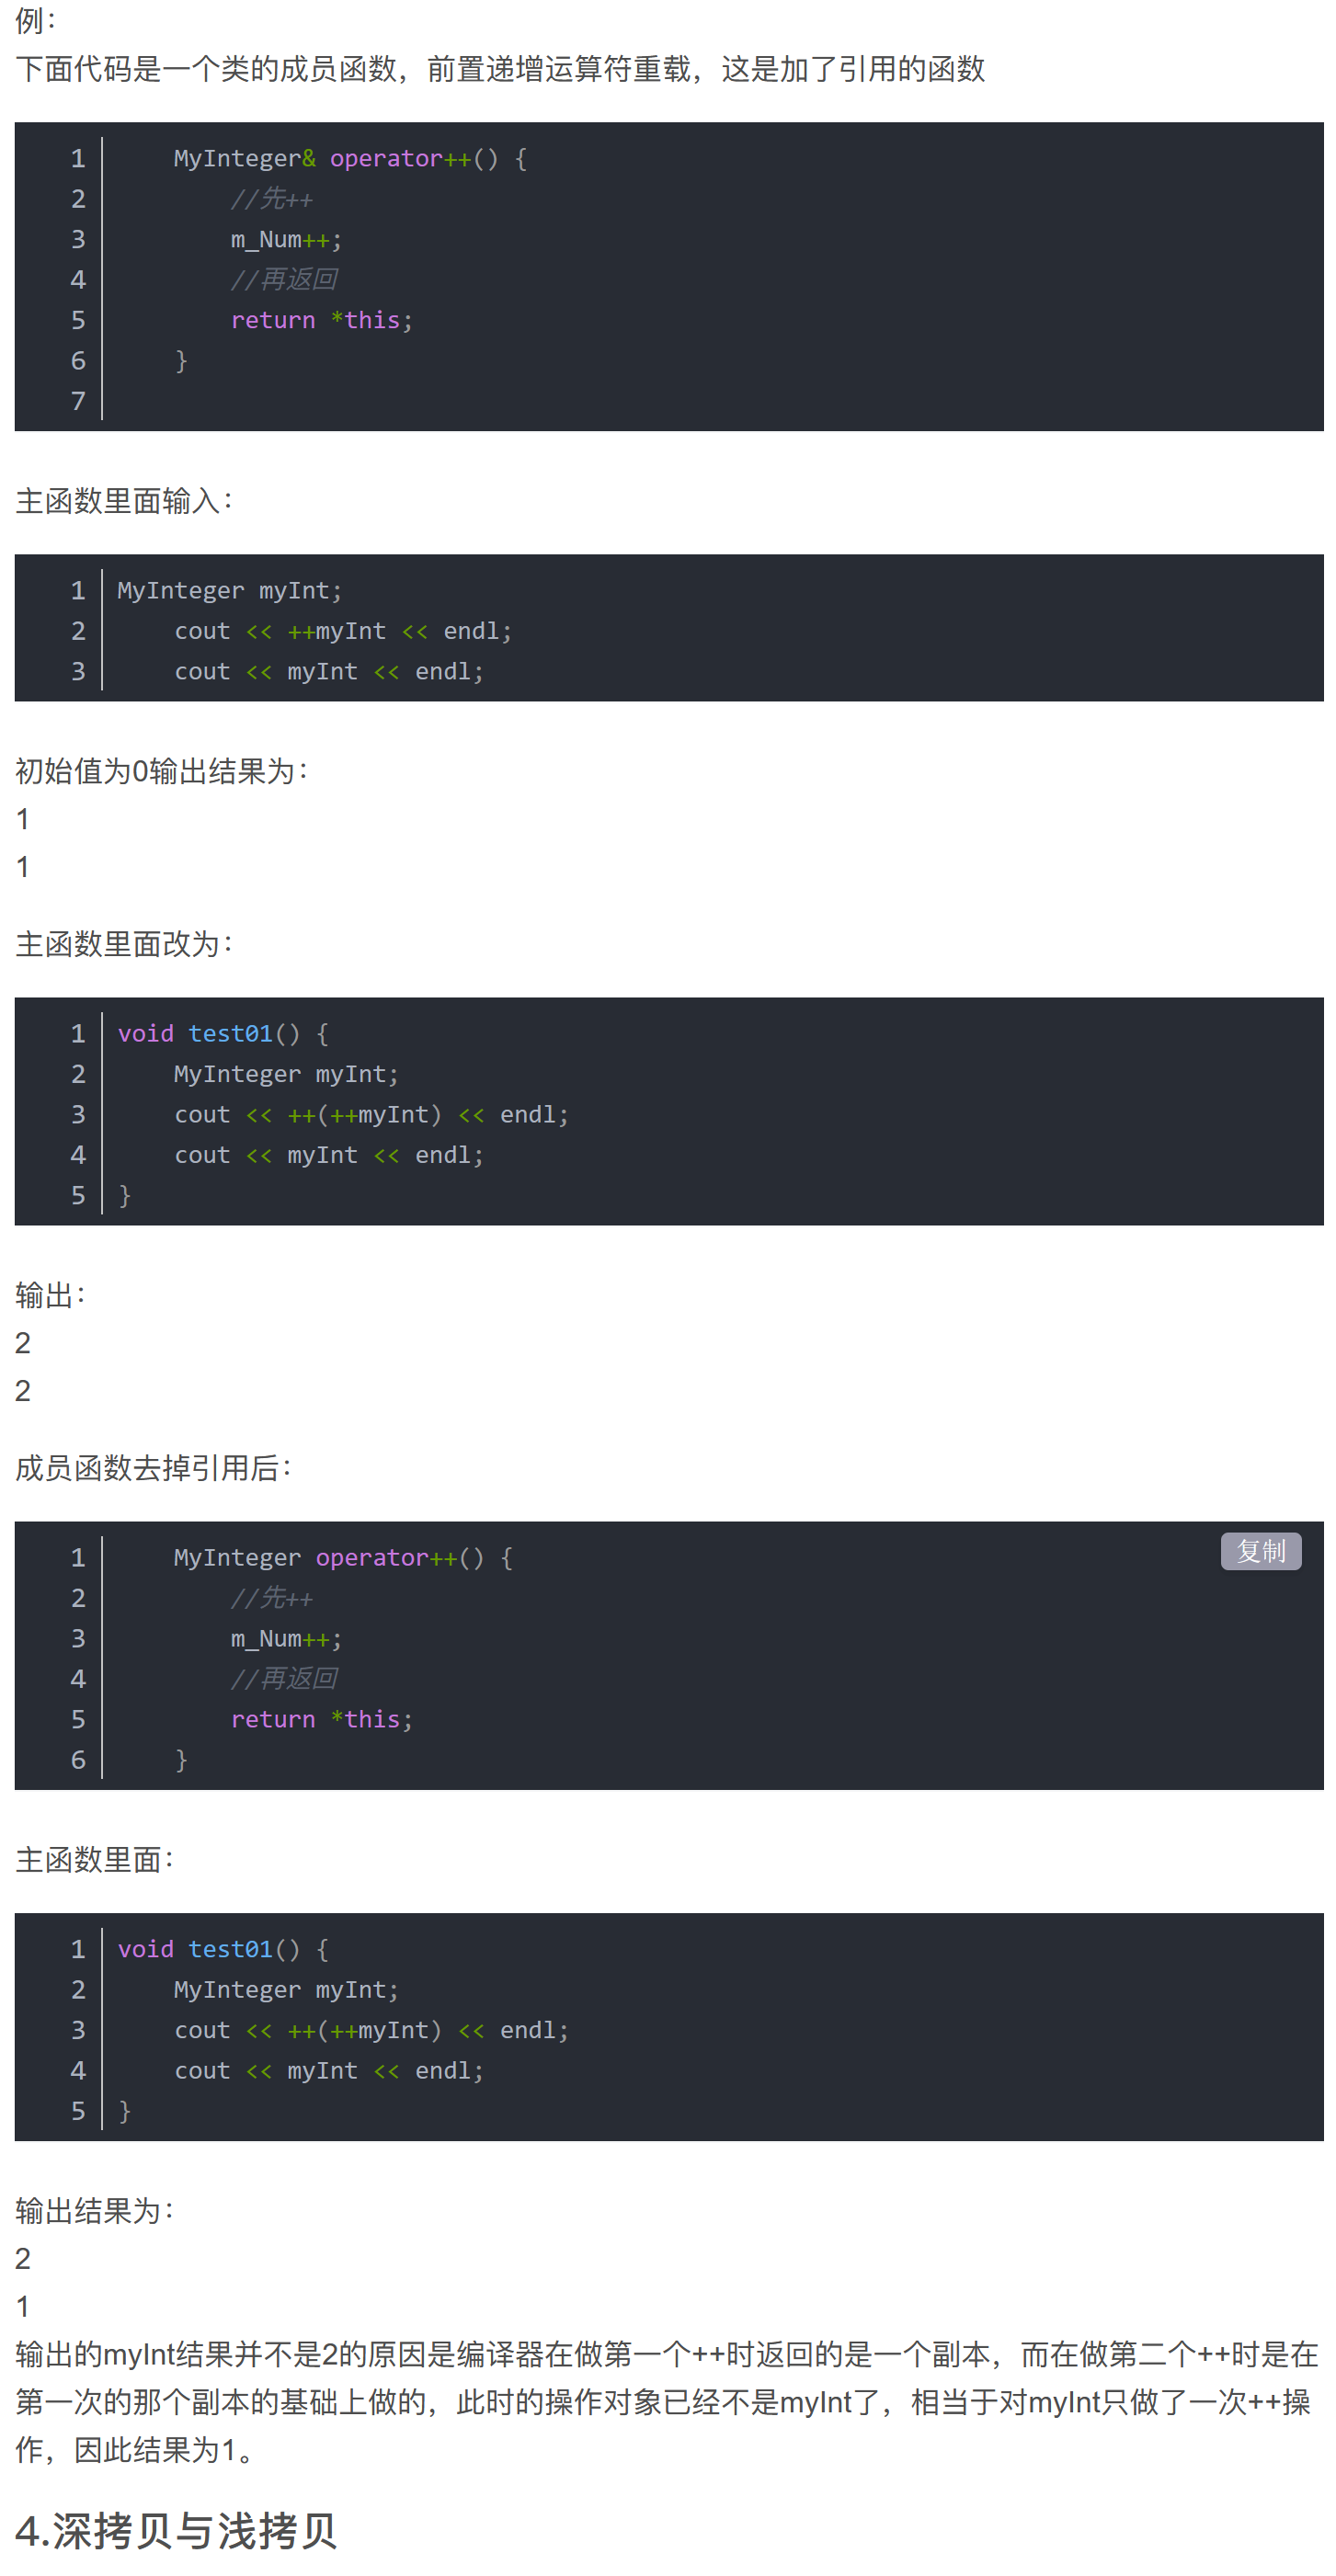 例：
下面代码是一个类的成员函数，前置递增运算符重载，这是加了引用的函数
1 MyInteger& operator++() {
2 //先++
3 m_Num++;
4 //再返回
5 return *this;
6 }
7
主函数里面输入：
1 MyInteger myInt;
2 cout << ++myInt << endl;
3 cout << myInt << endl;
初始值为0输出结果为：
1
1
主函数里面改为：
1 void test01() {
2 MyInteger myInt;
3 cout << ++(++myInt) << endl;
4 cout << myInt << endl;
5 }
输出：
2
2
成员函数去掉引用后：
复制
1 MyInteger operator++() {
2 //先++
3 m_Num++;
4 //再返回
5 return *this;
6 }
主函数里面：
1 void test01() {
2 MyInteger myInt;
3 cout << ++(++myInt) << endl;
4 cout << myInt << endl;
5 }
输出结果为：
2
1
输出的myInt结果并不是2的原因是编译器在做第一个++时返回的是一个副本，而在做第二个++时是在
第一次的那个副本的基础上做的，此时的操作对象已经不是myInt了，相当于对myInt只做了一次++操
作，因此结果为1。
4.深拷贝与浅拷贝